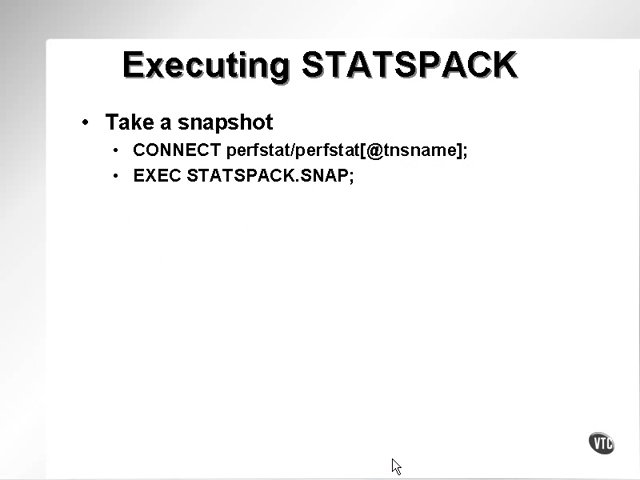 Executing STATSPACK
• Take a snapshot
• CONNECT perfstat/perfstat[@tnsname];
• EXEC STATSPACK.SNAP;
VTC